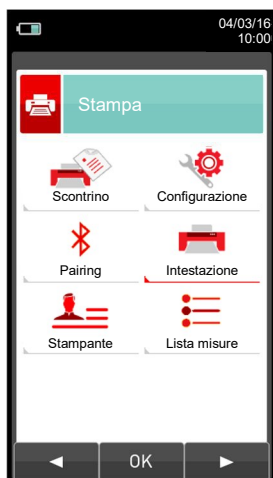 04/03/16
10:00
Stampa
Scontrino
Configurazione
Pairing
Intestazione
Stampante
Lista misure
OK